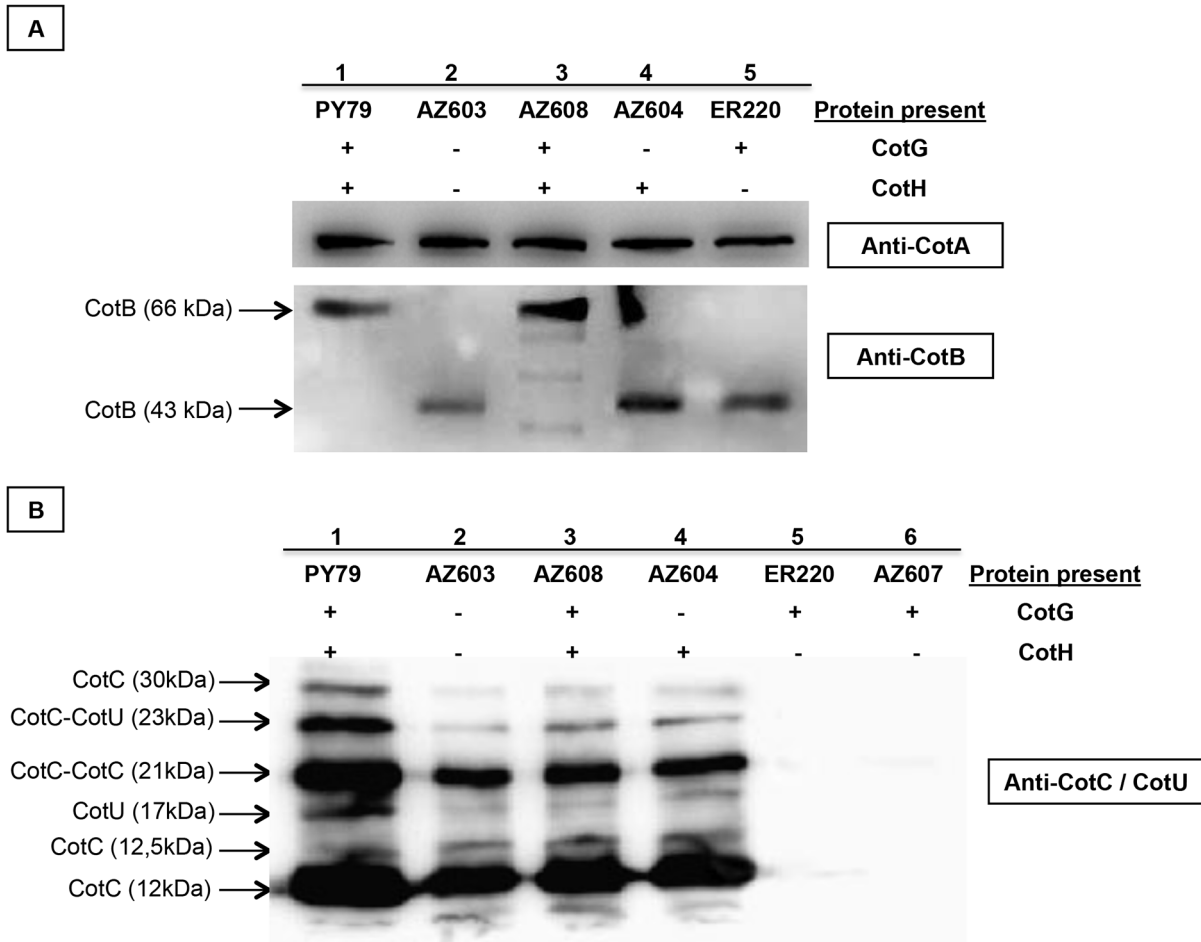 A
1 2 3 4 5
PY79 AZ603 AZ608 AZ604 ER220 Protein present
+ - + - + CotG
+ - + + - CotH
Anti-CotA
CotB (66 kDa)
Anti-CotB
CotB (43 kDa)
B
1 2 3 4 5 6
PY79 AZ603 AZ608 AZ604 ER220 AZ607 Protein present
+ - + - + + CotG
+ - + + - - CotH
CotC (30kDa)
CotC-CotU (23kDa)
CotC-CotC (21kDa)
Anti-CotC / CotU
CotU (17kDa)
CotC (12,5kDa)
CotC (12kDa)